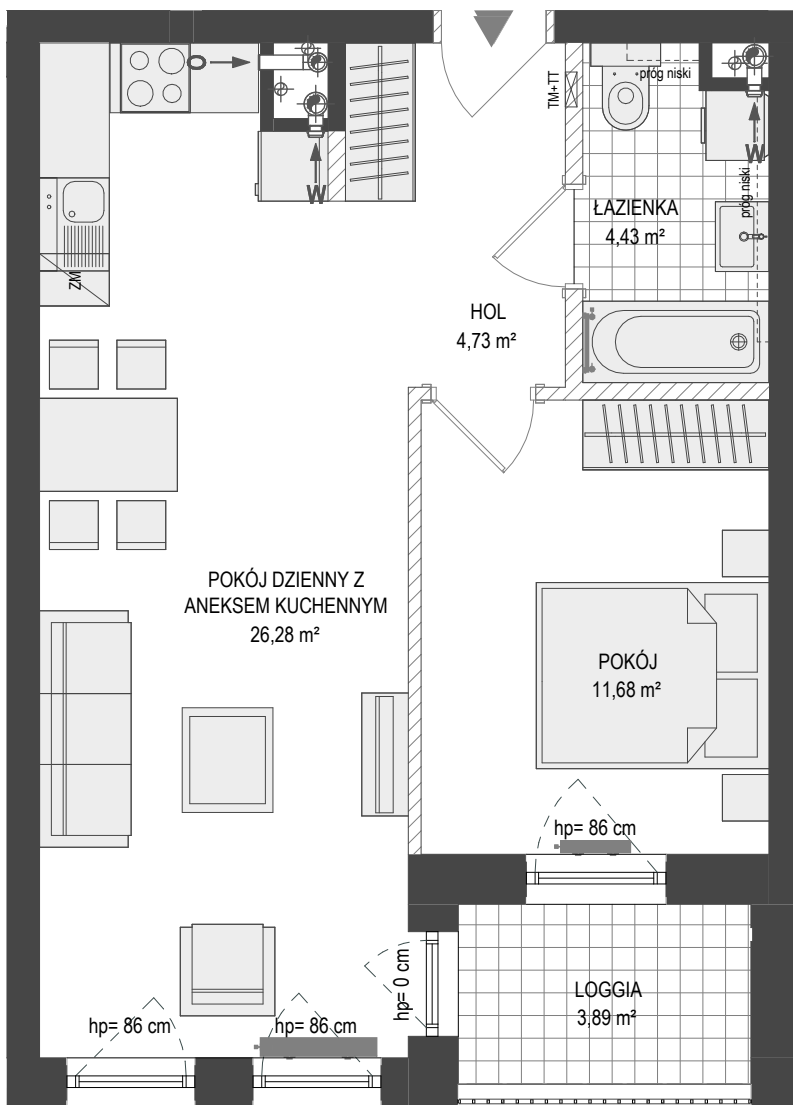 O
próg niski
TM+TT
W
W
ŁAZIENKA
4,43 m²
próg niski
ZM
HOL
4,73 m²
POKÓJ DZIENNY Z
ANEKSEM KUCHENNYM
26,28 m²
POKÓJ
11,68 m²
hp= 86 cm
hp= 0 cm
LOGGIA
3,89 m²
hp= 86 cm
hp= 86 cm